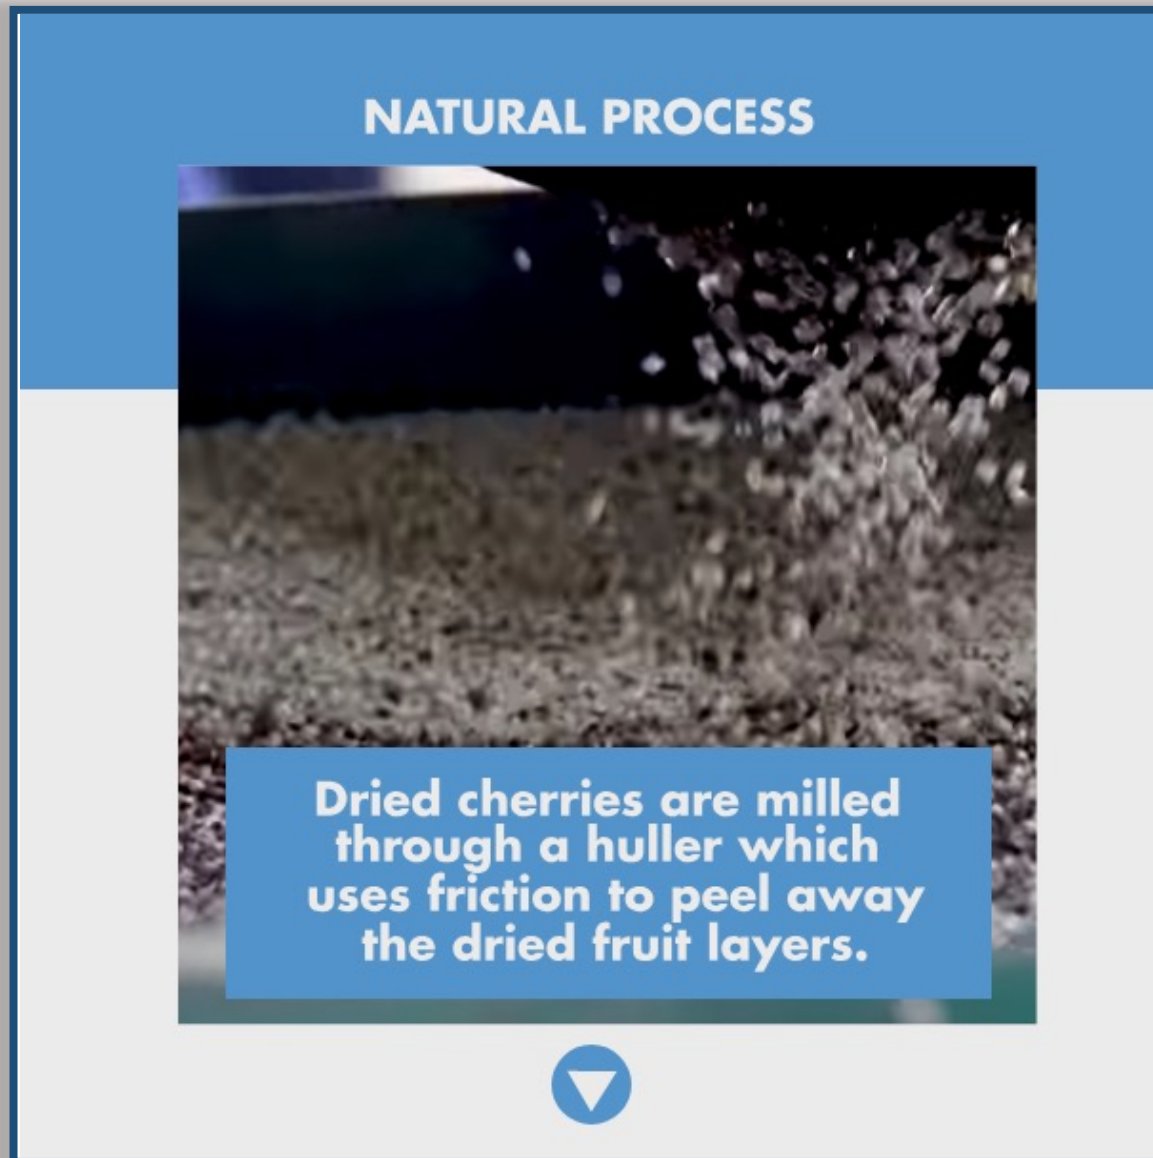 NATURAL PROCESS
Dried cherries are milled
through a huller which
uses friction to peel away
the dried fruit layers.